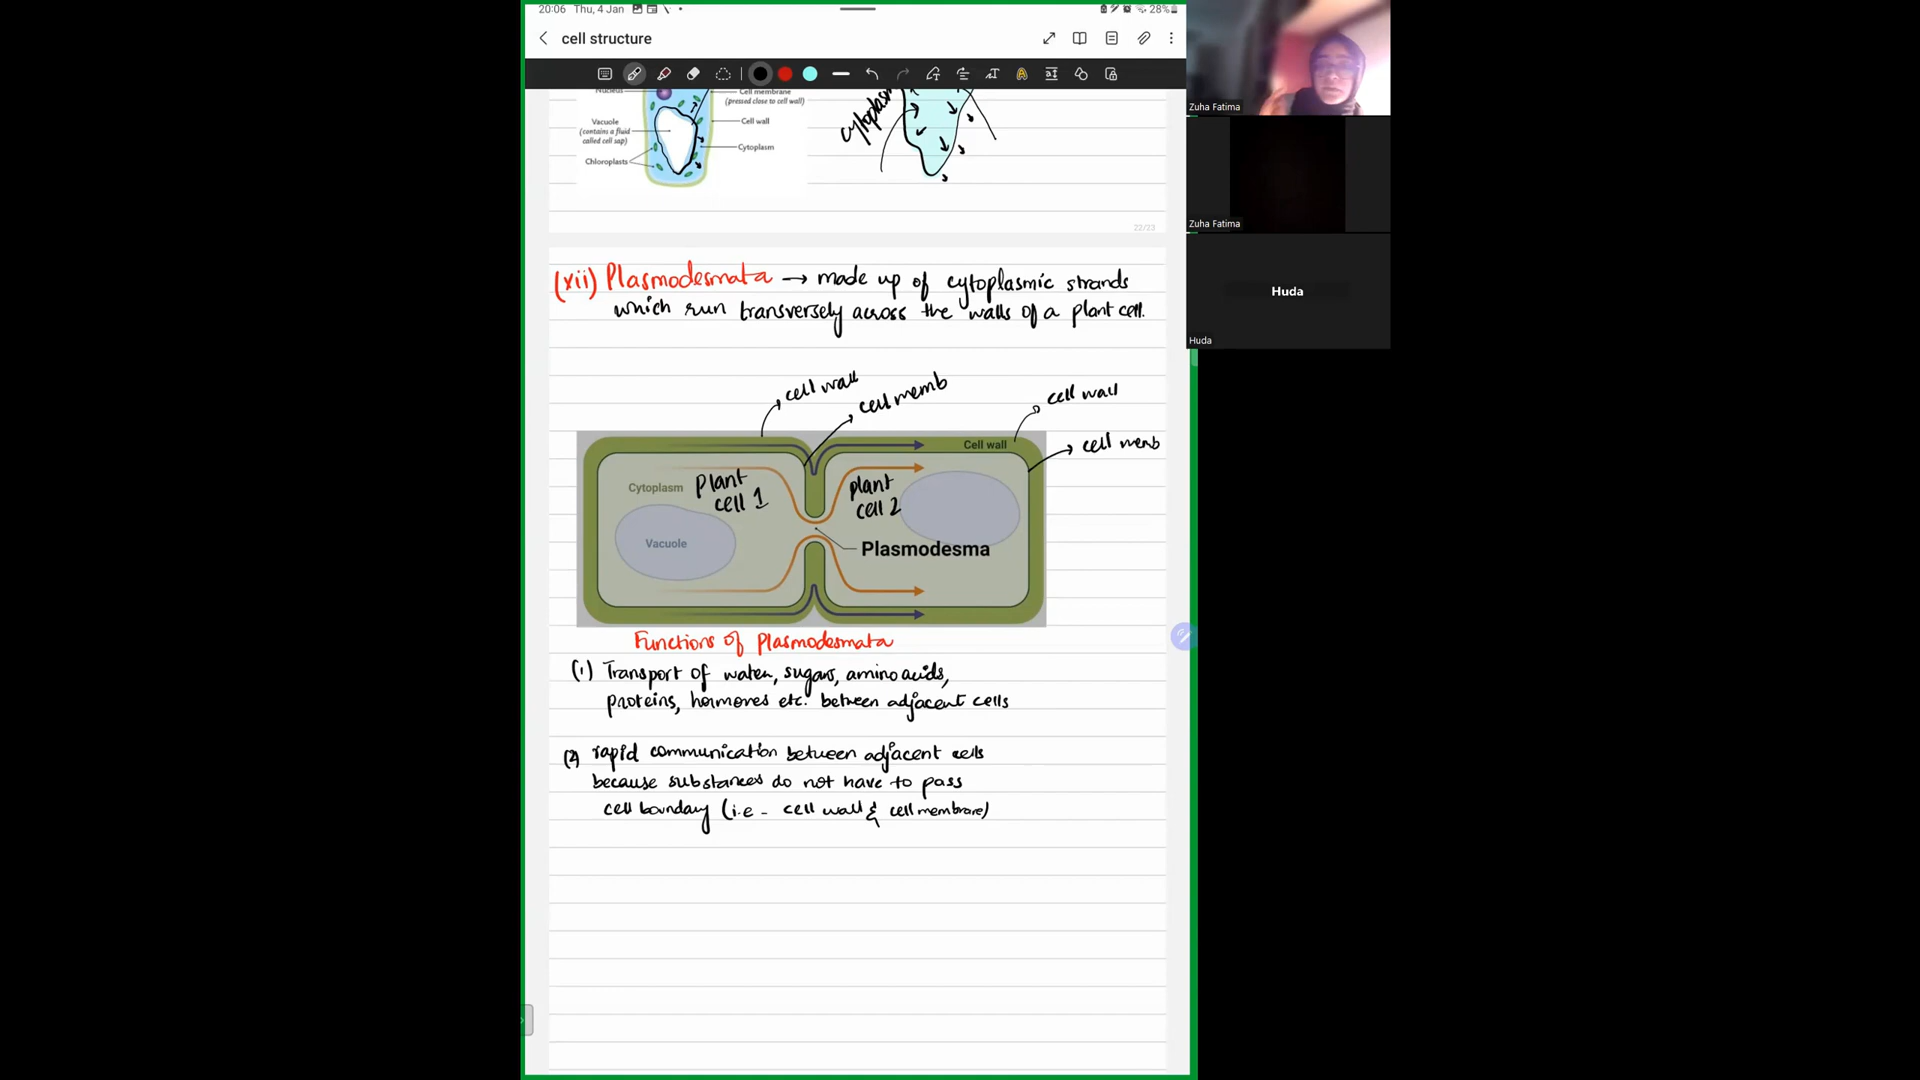 20:06 Thu, 4 Jan
28%
cell structure
Nucleus
Cell membrane
(pressed close to cell wall)
Vacuole
(contains a fluid
called cell sap)
Cell wall
Cytoplasm
Chloroplasts
cytoplasm
22/23
Zuha Fatima
Zuha Fatima
Huda
Huda
(xii) Plasmodesmata → made up of cytoplasmic strands
which run transversely across the walls of a plant cell.
cell wall
cell memb
cell wall
cell memb
Cell wall
Cytoplasm
Plant
cell 1
plant
cell 2
Vacuole
Plasmodesma
Functions of Plasmodesmata
(1) Transport of water, sugars, amino acids,
proteins, hormones etc. between adjacent cells
(2) rapid communication between adjacent cells
because substances do not have to pass
cell boundary (i.e - cell wall & cell membrane)